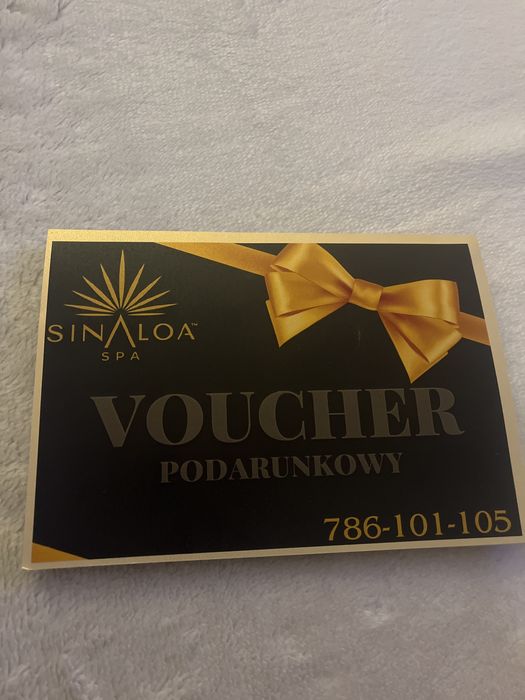 SINALOA™
SPA
VOUCHER
PODARUNKOWY
786-101-105